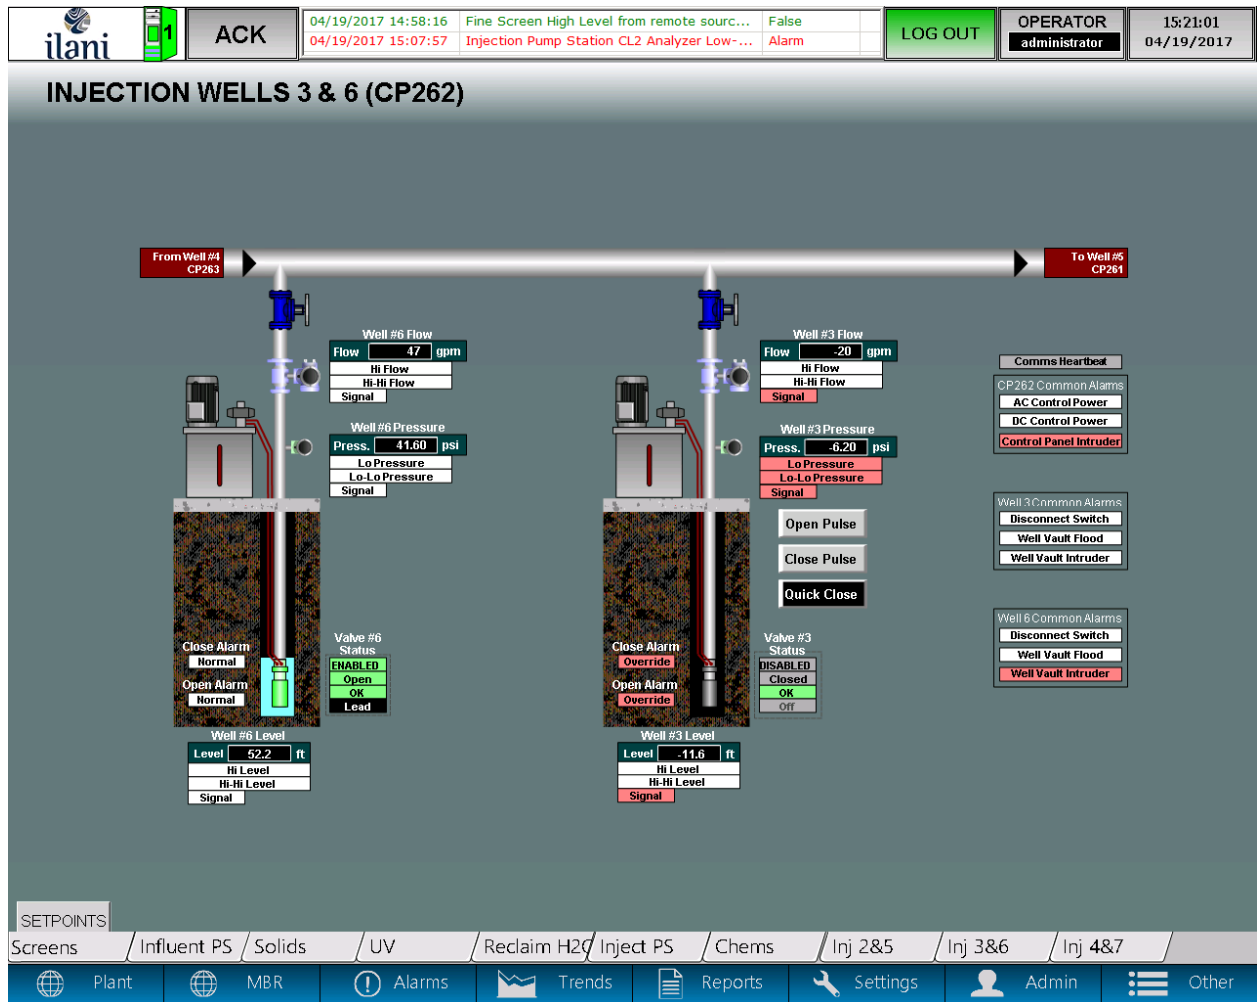 ilani
1
ACK
04/19/2017 14:58:16 Fine Screen High Level from remote sourc... False
04/19/2017 15:07:57 Injection Pump Station CL2 Analyzer Low-... Alarm
LOG OUT
OPERATOR
administrator
15:21:01
04/19/2017
INJECTION WELLS 3 & 6 (CP262)
From Well #4
CP263
To Well #5
CP261
Well #6 Flow
Flow 47 gpm
Hi Flow
Hi-Hi Flow
Signal
Well #6 Pressure
Press. 41.60 psi
Lo Pressure
Lo-Lo Pressure
Signal
Close Alarm
Normal
Open Alarm
Normal
Valve #6
Status
ENABLED
Open
OK
Lead
Well #6 Level
Level 52.2 ft
Hi Level
Hi-Hi Level
Signal
Well #3 Flow
Flow -20 gpm
Hi Flow
Hi-Hi Flow
Signal
Well #3 Pressure
Press. -6.20 psi
Lo Pressure
Lo-Lo Pressure
Signal
Open Pulse
Close Pulse
Quick Close
Close Alarm
Override
Open Alarm
Override
Valve #3
Status
DISABLED
Closed
OK
Off
Well #3 Level
Level -11.6 ft
Hi Level
Hi-Hi Level
Signal
Comms Heartbeat
CP262 Common Alarms
AC Control Power
DC Control Power
Control Panel Intruder
Well 3 Common Alarms
Disconnect Switch
Well Vault Flood
Well Vault Intruder
Well 6 Common Alarms
Disconnect Switch
Well Vault Flood
Well Vault Intruder
SETPOINTS
Screens Influent PS Solids UV Reclaim H2O Inject PS Chems Inj 2&5 Inj 3&6 Inj 4&7
Plant MBR Alarms Trends Reports Settings Admin Other